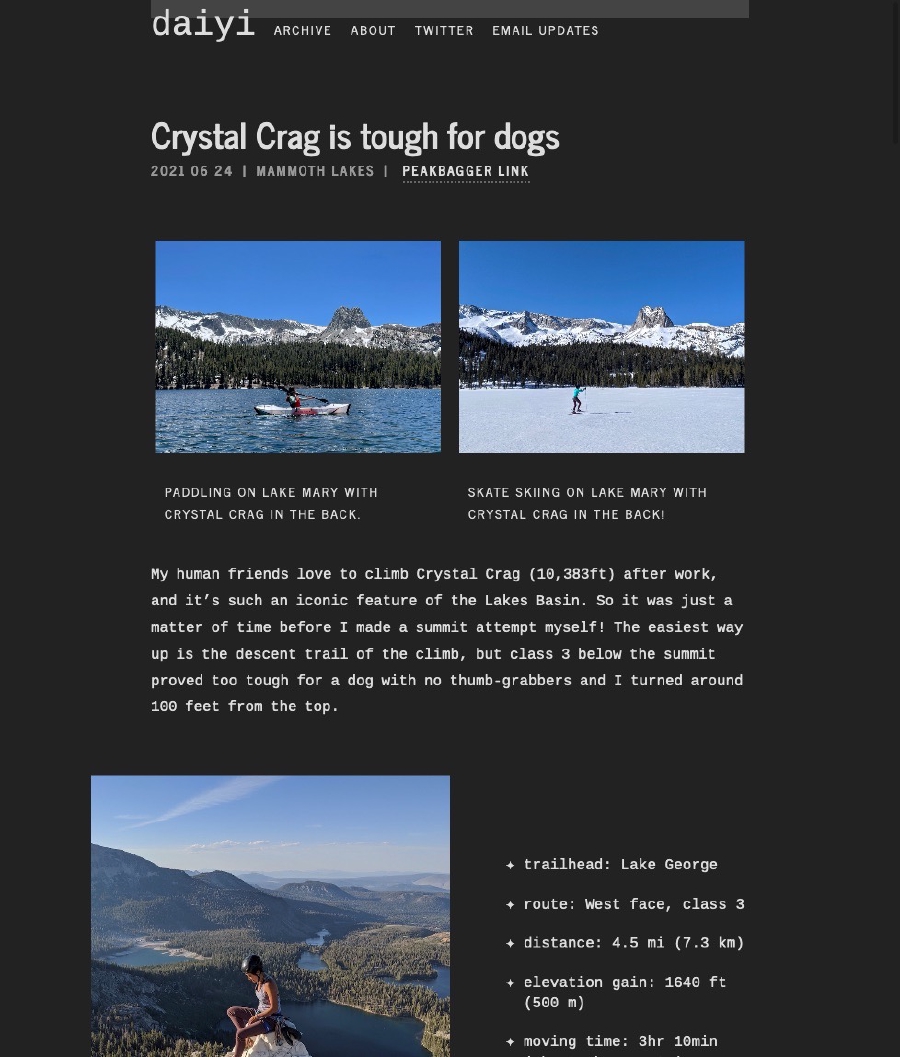 daiyi ARCHIVE ABOUT TWITTER EMAIL UPDATES
Crystal Crag is tough for dogs
2021 06 24 | MAMMOTH LAKES | PEAKBAGGER LINK
PADDLING ON LAKE MARY WITH
CRYSTAL CRAG IN THE BACK.
SKATE SKIING ON LAKE MARY WITH
CRYSTAL CRAG IN THE BACK!
My human friends love to climb Crystal Crag (10,383ft) after work,
and it’s such an iconic feature of the Lakes Basin. So it was just a
matter of time before I made a summit attempt myself! The easiest way
up is the descent trail of the climb, but class 3 below the summit
proved too tough for a dog with no thumb-grabbers and I turned around
100 feet from the top.
✦ trailhead: Lake George
✦ route: West face, class 3
✦ distance: 4.5 mi (7.3 km)
✦ elevation gain: 1640 ft
(500 m)
✦ moving time: 3hr 10min